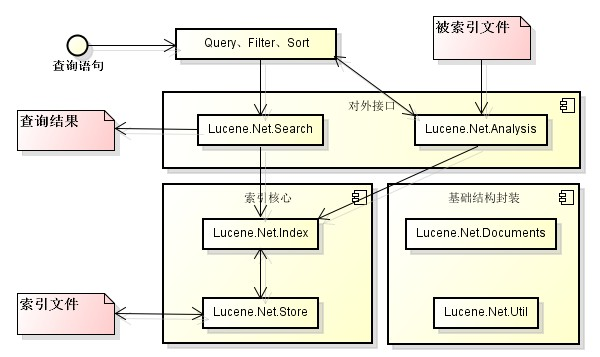 被索引文件
Query、Filter、Sort
查询语句
对外接口
查询结果
Lucene.Net.Search
Lucene.Net.Analysis
索引核心
基础结构封装
Lucene.Net.Index
Lucene.Net.Documents
索引文件
Lucene.Net.Store
Lucene.Net.Util